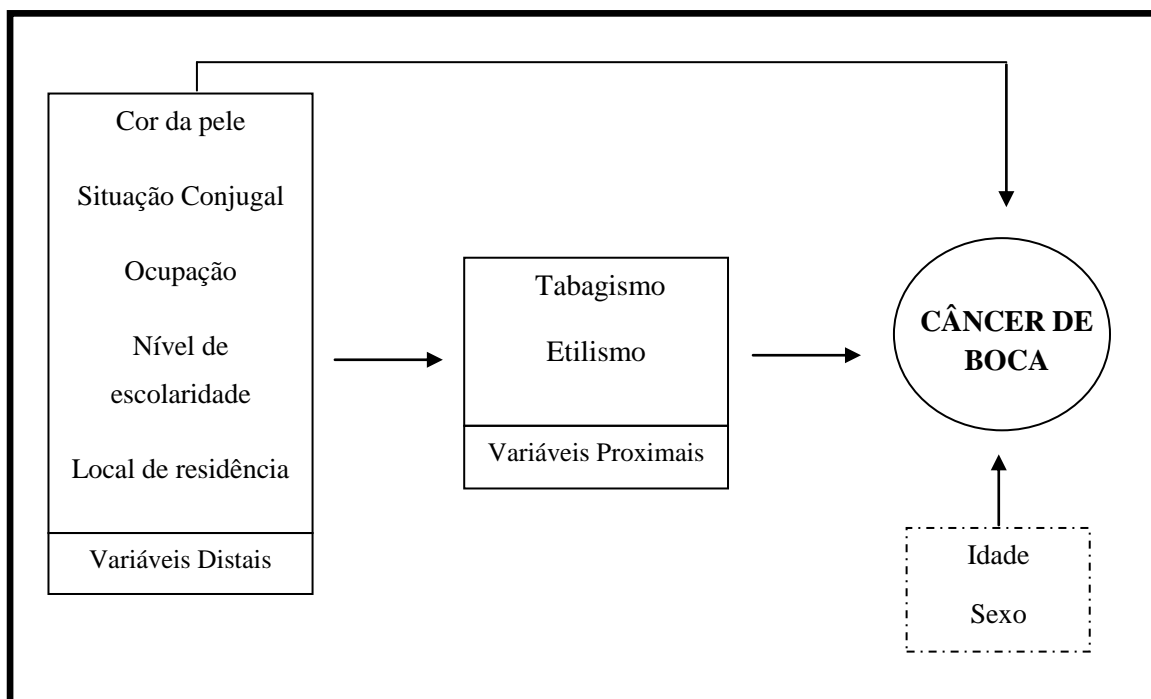 Cor da pele
Situação Conjugal
Ocupação
Nível de
escolaridade
Local de residência
Variáveis Distais
Tabagismo
Etilismo
Variáveis Proximais
CÂNCER DE
BOCA
Idade
Sexo